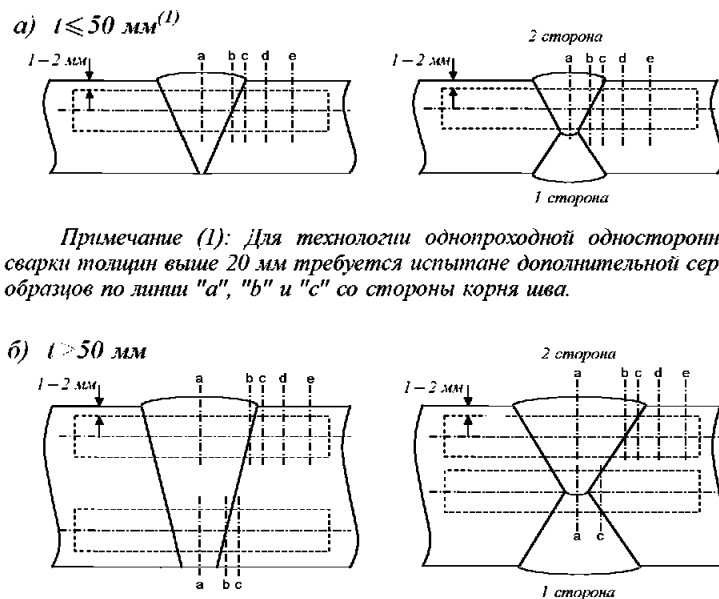 а) t ⩽ 50 мм(1)
2 сторона
1–2 мм
a b c d e
1–2 мм
a b c d e
1 сторона
Примечание (1): Для технологии однопроходной односторонн
сварки толщин выше 20 мм требуется испытане дополнительной сер
образцов по линии "a", "b" и "c" со стороны корня шва.
б) t > 50 мм
2 сторона
1–2 мм
a b c d e
1–2 мм
a b c d e
a b c
a c
1 сторона